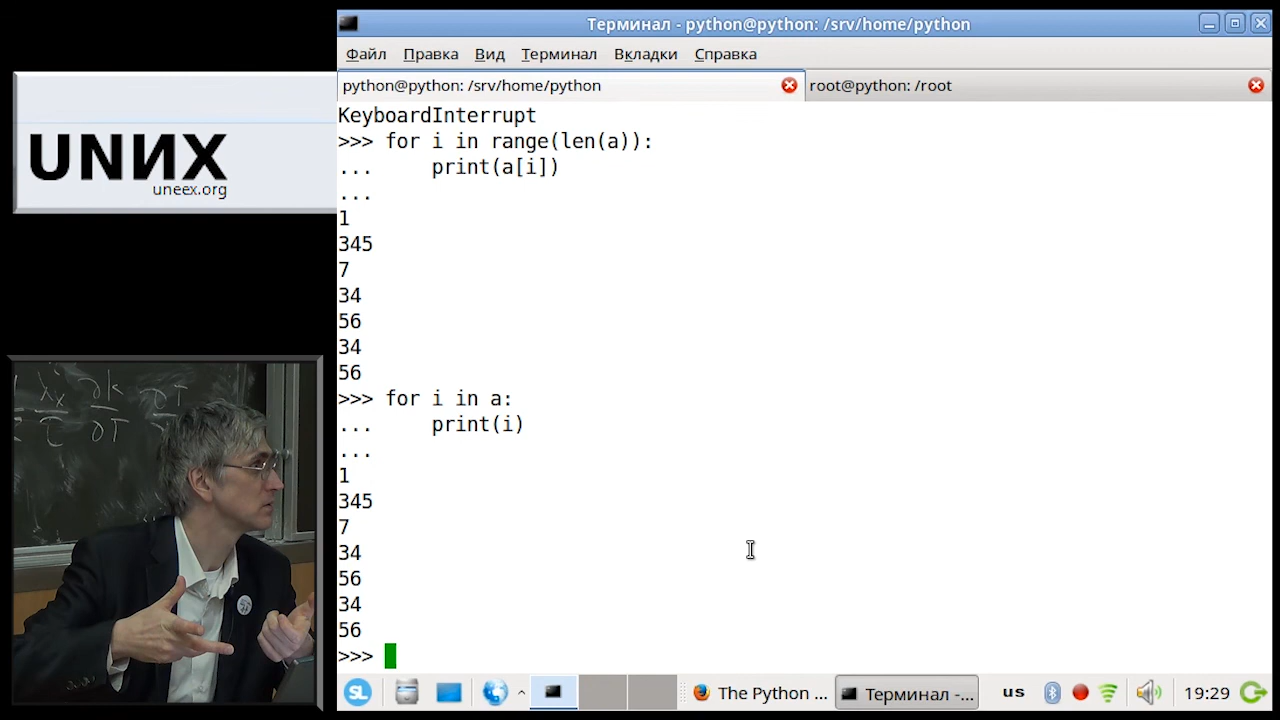 Терминал - python@python: /srv/home/python
Файл Правка Вид Терминал Вкладки Справка
python@python: /srv/home/python
root@python: /root
UNИX
uneex.org
KeyboardInterrupt
>>> for i in range(len(a)):
...     print(a[i])
...
1
345
7
34
56
34
56
>>> for i in a:
...     print(i)
...
1
345
7
34
56
34
56
>>>
∂k
∂T
∂T
SL
The Python ...
Терминал -...
us
19:29